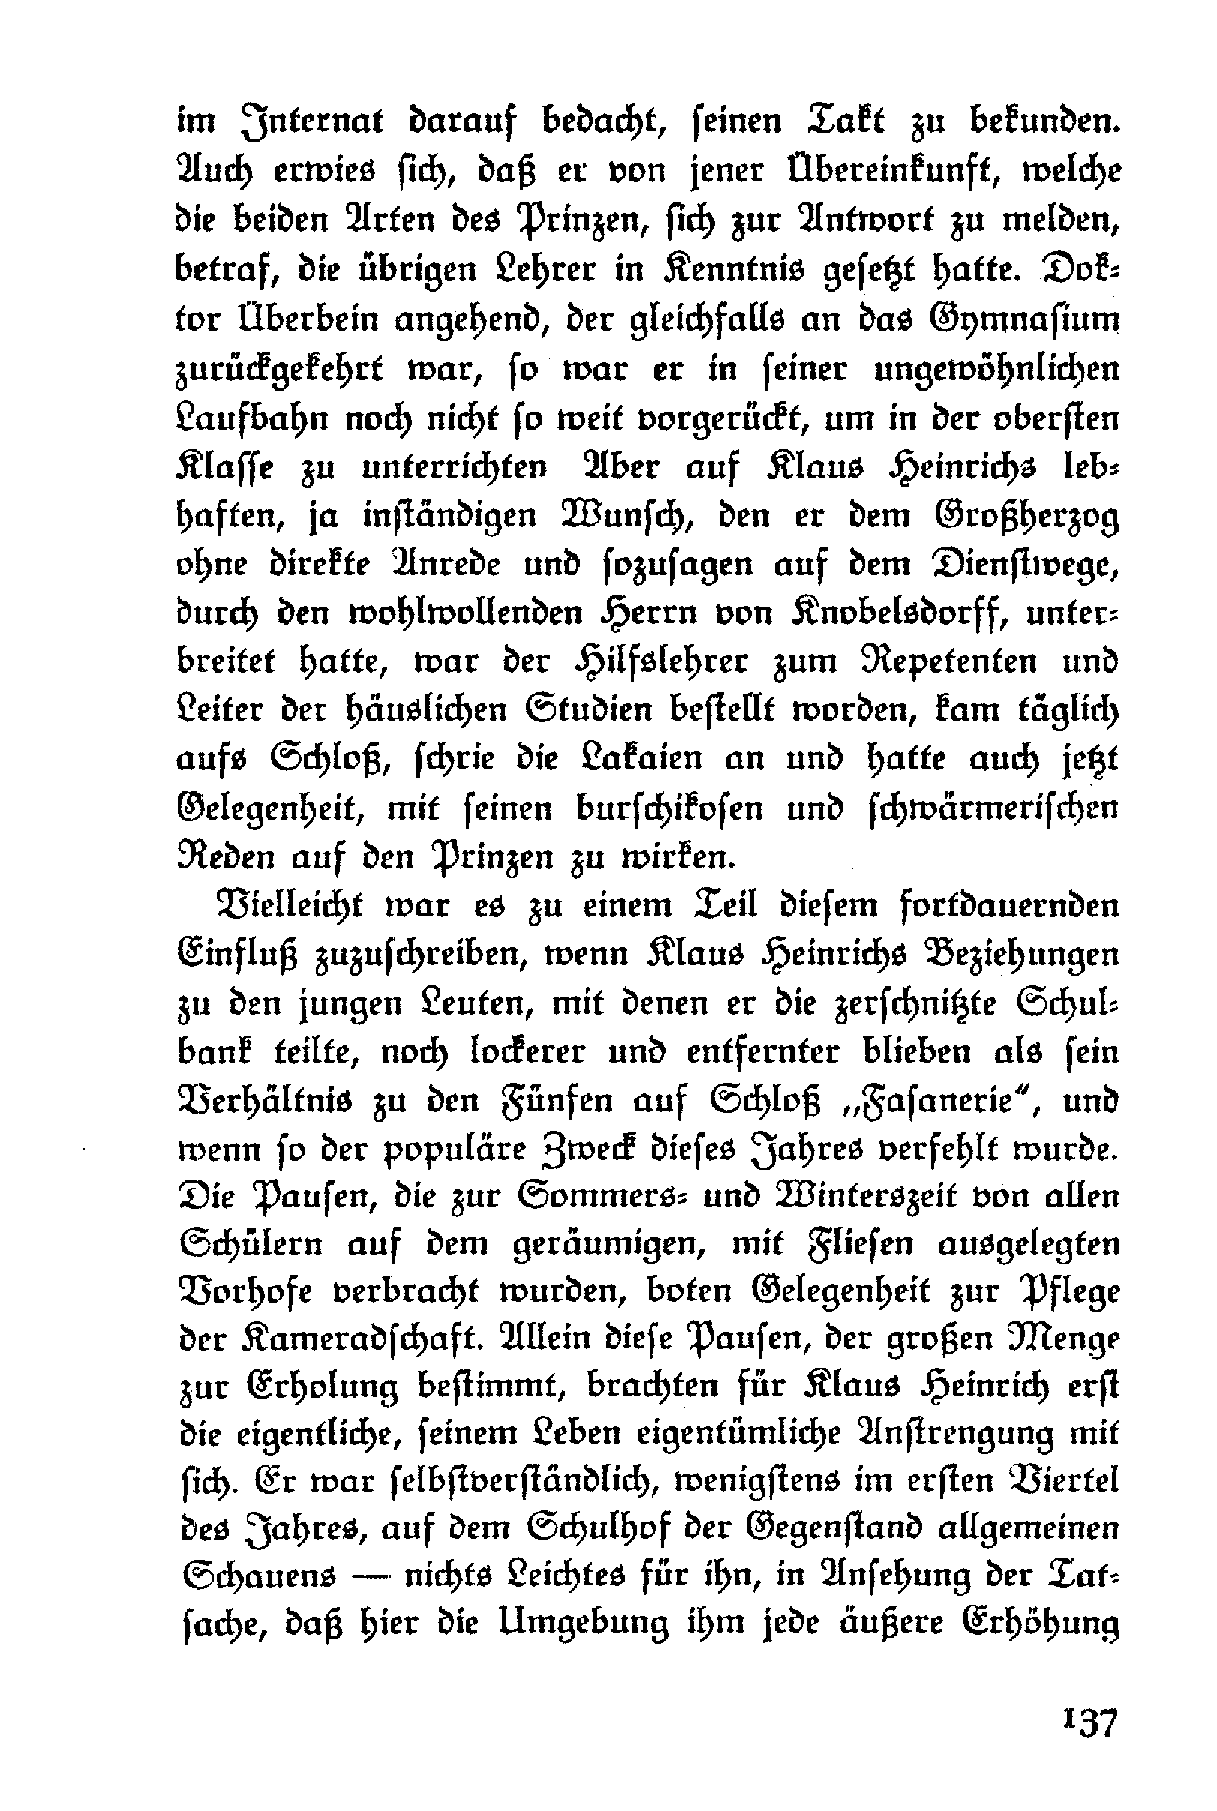 im Internat darauf bedacht, seinen Takt zu bekunden.
Auch erwies sich, daß er von jener Übereinkunft, welche
die beiden Arten des Prinzen, sich zur Antwort zu melden,
betraf, die übrigen Lehrer in Kenntnis gesetzt hatte. Dok-
tor Überbein angehend, der gleichfalls an das Gymnasium
zurückgekehrt war, so war er in seiner ungewöhnlichen
Laufbahn noch nicht so weit vorgerückt, um in der obersten
Klasse zu unterrichten Aber auf Klaus Heinrichs leb-
haften, ja inständigen Wunsch, den er dem Großherzog
ohne direkte Anrede und sozusagen auf dem Dienstwege,
durch den wohlwollenden Herrn von Knobelsdorff, unter-
breitet hatte, war der Hilfslehrer zum Repetenten und
Leiter der häuslichen Studien bestellt worden, kam täglich
aufs Schloß, schrie die Lakaien an und hatte auch jetzt
Gelegenheit, mit seinen burschikosen und schwärmerischen
Reden auf den Prinzen zu wirken.
Vielleicht war es zu einem Teil diesem fortdauernden
Einfluß zuzuschreiben, wenn Klaus Heinrichs Beziehungen
zu den jungen Leuten, mit denen er die zerschnitzte Schul-
bank teilte, noch lockerer und entfernter blieben als sein
Verhältnis zu den Fünfen auf Schloß „Fasanerie“, und
wenn so der populäre Zweck dieses Jahres verfehlt wurde.
Die Pausen, die zur Sommers- und Winterszeit von allen
Schülern auf dem geräumigen, mit Fliesen ausgelegten
Vorhofe verbracht wurden, boten Gelegenheit zur Pflege
der Kameradschaft. Allein diese Pausen, der großen Menge
zur Erholung bestimmt, brachten für Klaus Heinrich erst
die eigentliche, seinem Leben eigentümliche Anstrengung mit
sich. Er war selbstverständlich, wenigstens im ersten Viertel
des Jahres, auf dem Schulhof der Gegenstand allgemeinen
Schauens — nichts Leichtes für ihn, in Ansehung der Tat-
sache, daß hier die Umgebung ihm jede äußere Erhöhung
137